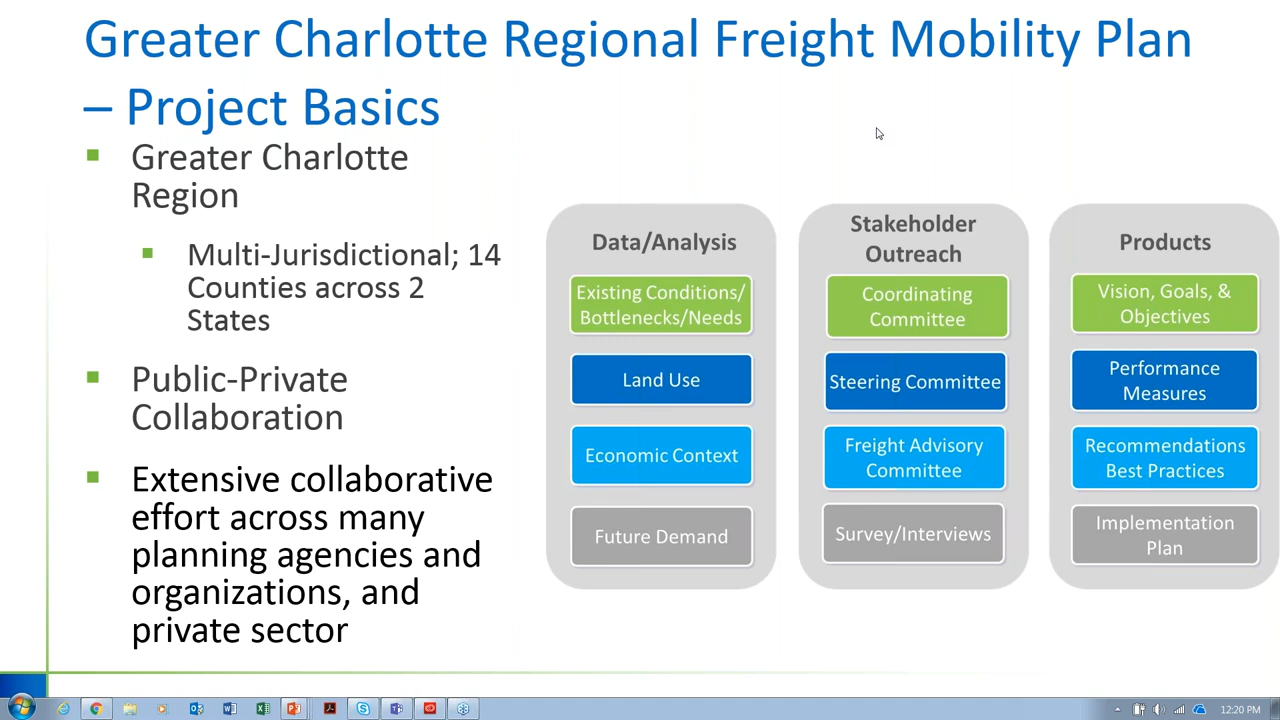 Greater Charlotte Regional Freight Mobility Plan
– Project Basics
Greater Charlotte
Region
Multi-Jurisdictional; 14
Counties across 2
States
Public-Private
Collaboration
Extensive collaborative
effort across many
planning agencies and
organizations, and
private sector
Data/Analysis
Existing Conditions/
Bottlenecks/Needs
Land Use
Economic Context
Future Demand
Stakeholder
Outreach
Coordinating
Committee
Steering Committee
Freight Advisory
Committee
Survey/Interviews
Products
Vision, Goals, &
Objectives
Performance
Measures
Recommendations
Best Practices
Implementation
Plan
12:20 PM